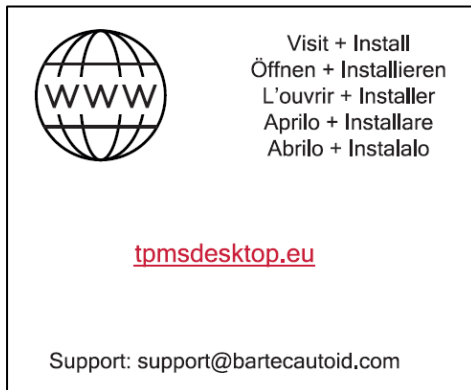 WWW
Visit + Install
Öffnen + Installieren
L'ouvrir + Installer
Aprilo + Installare
Abrilo + Instalalo
tpmsdesktop.eu
Support: support@bartecautoid.com